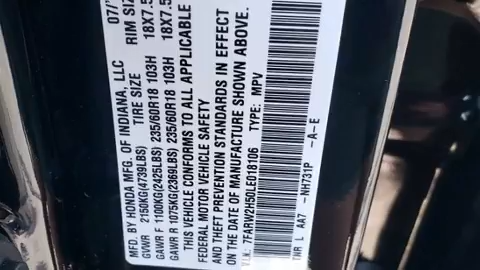 MFD. BY HONDA MFG. OF INDIANA, LLC 07/
GVWR 2150KG(4739LBS) TIRE SIZE RIM SIZ
GAWR F 1100KG(2425LBS) 235/60R18 103H 18X7.5
GAWR R 1075KG(2369LBS) 235/60R18 103H 18X7.5
THIS VEHICLE CONFORMS TO ALL APPLICABLE
FEDERAL MOTOR VEHICLE SAFETY
AND THEFT PREVENTION STANDARDS IN EFFECT
ON THE DATE OF MANUFACTURE SHOWN ABOVE.
7FARW2H50LE018106 TYPE: MPV
L AA7 -NH731P -A-E